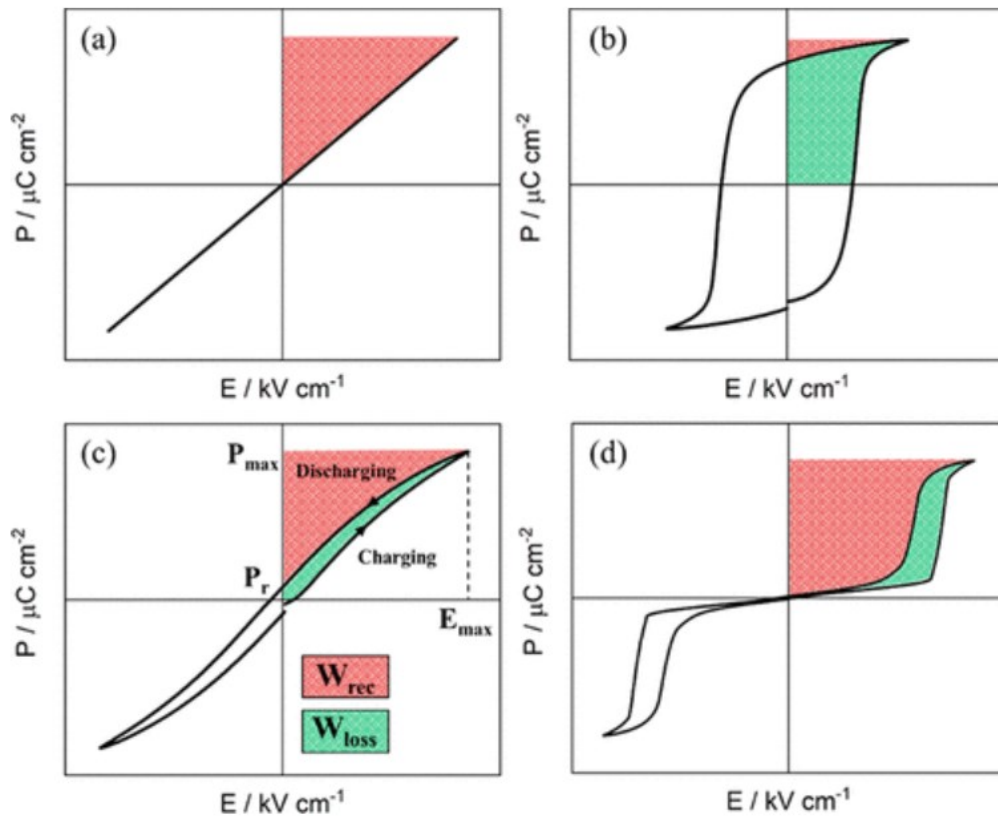 (a)
P / μC cm⁻²
E / kV cm⁻¹
(b)
P / μC cm⁻²
E / kV cm⁻¹
(c)
P / μC cm⁻²
Pmax
Discharging
Charging
Pr
Emax
Wrec
Wloss
E / kV cm⁻¹
(d)
P / μC cm⁻²
E / kV cm⁻¹